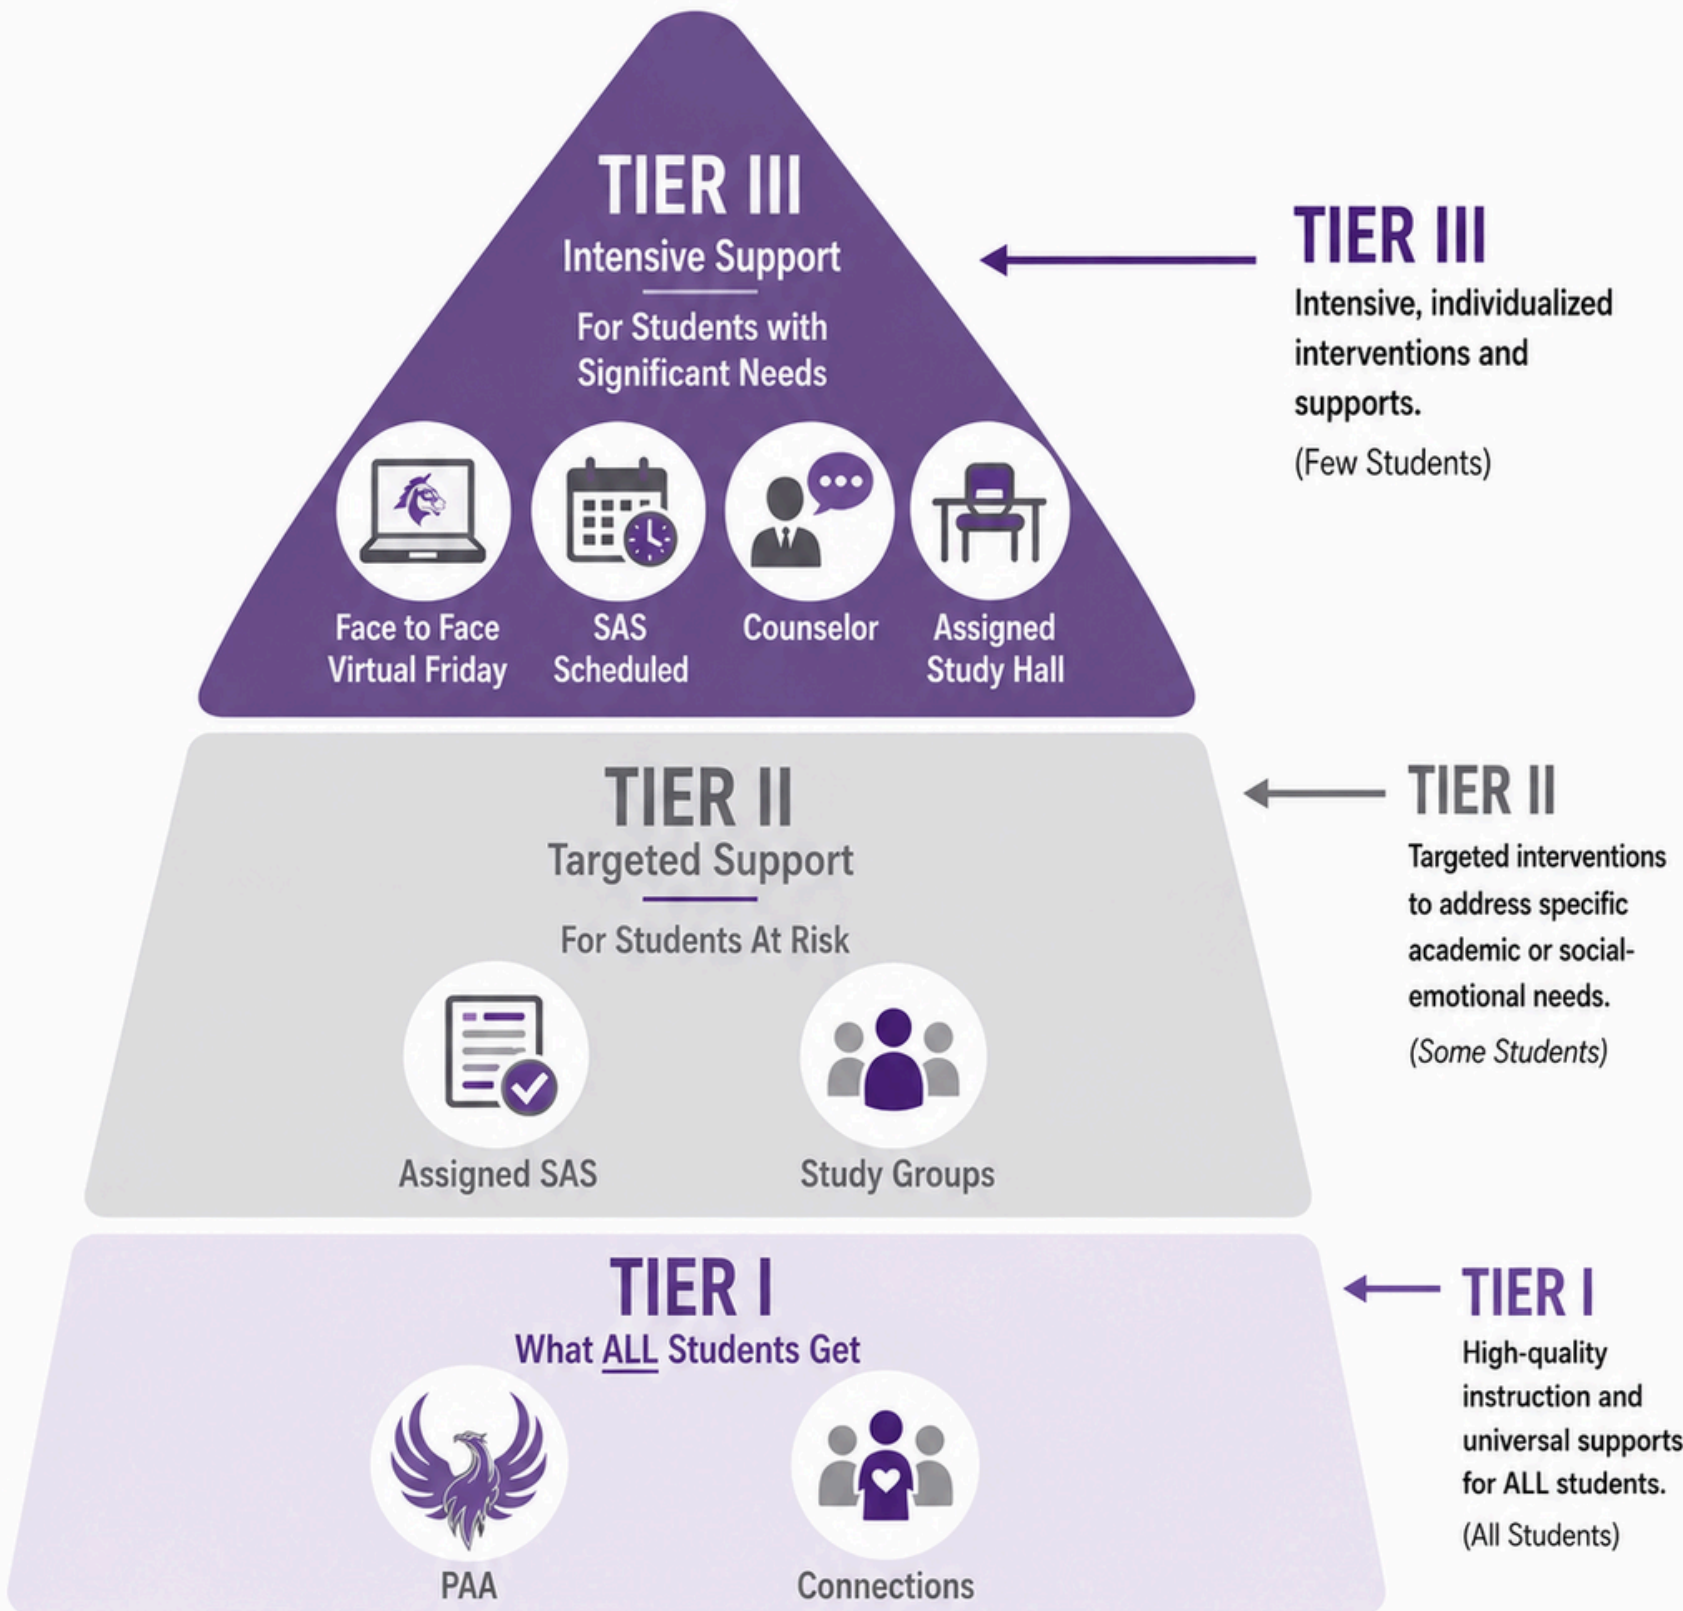 TIER III
Intensive Support
For Students with
Significant Needs
Face to Face
Virtual Friday
SAS
Scheduled
Counselor
Assigned
Study Hall
TIER III
Intensive, individualized
interventions and
supports.
(Few Students)
TIER II
Targeted Support
For Students At Risk
Assigned SAS
Study Groups
TIER II
Targeted interventions
to address specific
academic or social-
emotional needs.
(Some Students)
TIER I
What ALL Students Get
PAA
Connections
TIER I
High-quality
instruction and
universal supports
for ALL students.
(All Students)